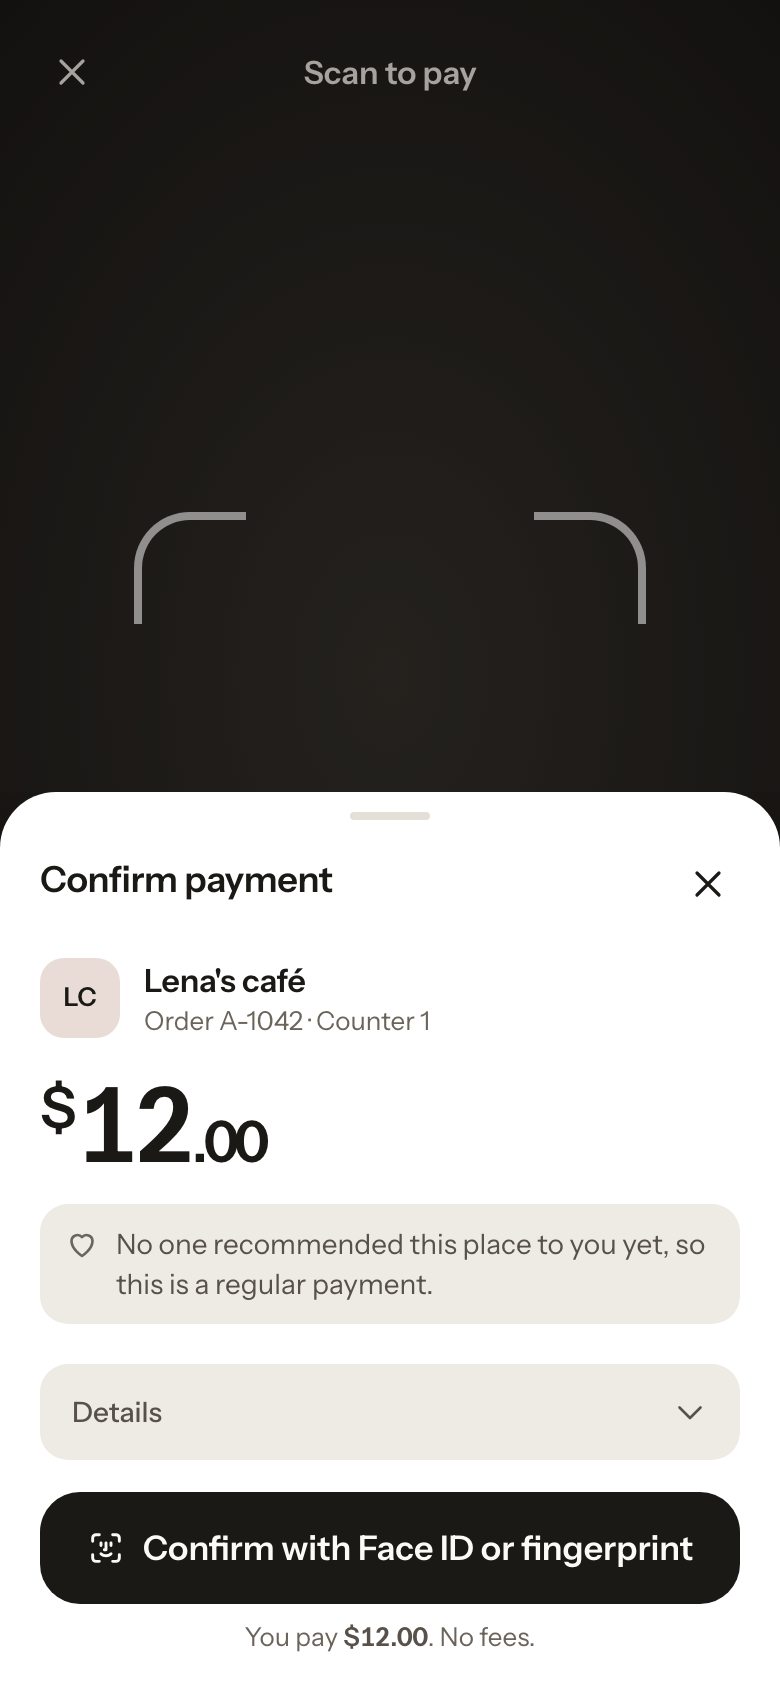 Scan to pay
Confirm payment
LC
Lena's café
Order A-1042 · Counter 1
$12.00
No one recommended this place to you yet, so
this is a regular payment.
Details
Confirm with Face ID or fingerprint
You pay $12.00. No fees.